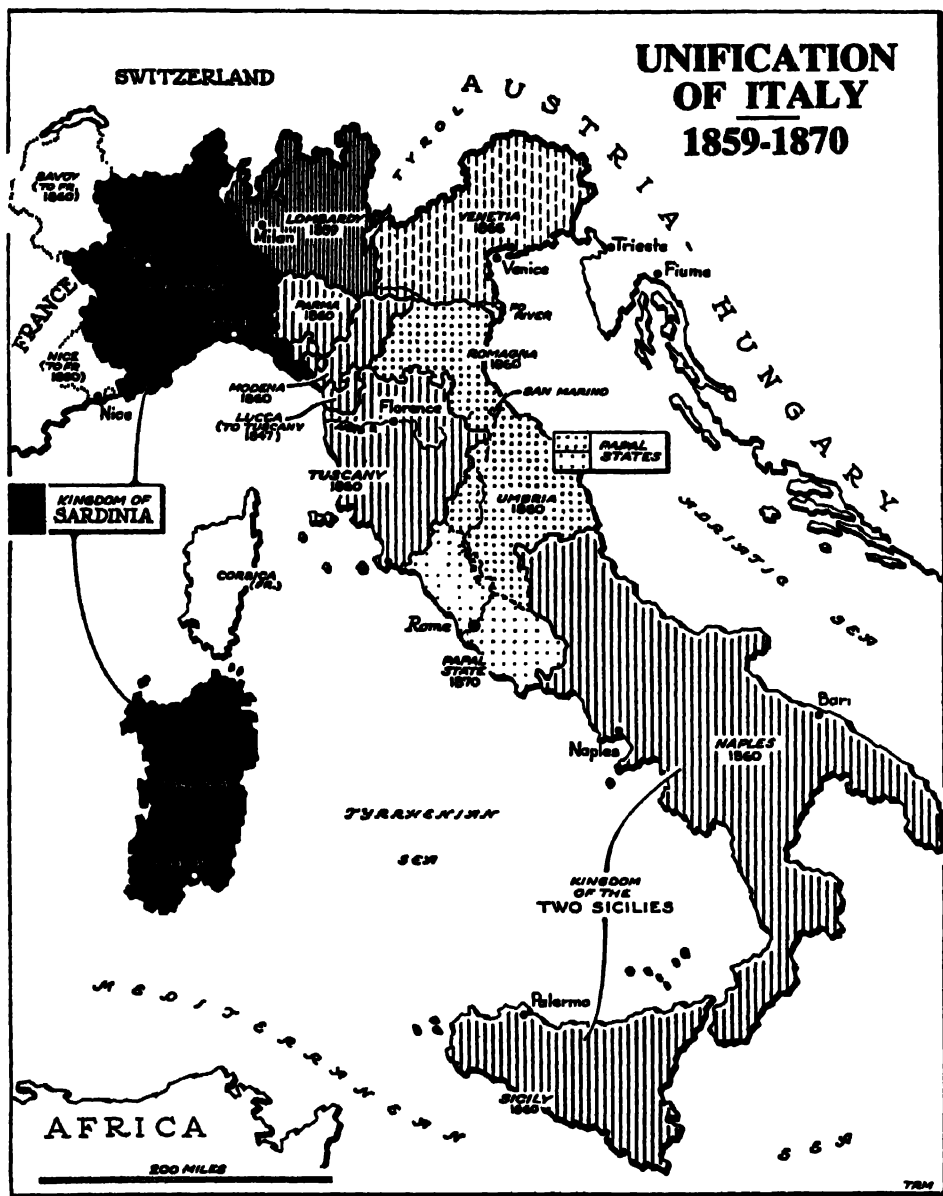 UNIFICATION
OF ITALY
1859-1870
SWITZERLAND
AUSTRIA-HUNGARY
TYROL
SAVOY
(TO FR.
1860)
LOMBARDY
1859
Milan
VENETIA
1866
Venice
Trieste
Fiume
FRANCE
PARMA
1860
PO
RIVER
NICE
(TO FR.
1860)
Nice
ROMAGNA
1860
MODENA
1860
SAN MARINO
LUCCA
(TO TUSCANY
1847)
Florence
PAPAL
STATES
TUSCANY
1860
UMBRIA
1860
KINGDOM OF
SARDINIA
ADRIATIC
SEA
CORSICA
(FR.)
Rome
PAPAL
STATE
1870
Bari
Naples
NAPLES
1860
TYRRHENIAN
SEA
KINGDOM
OF THE
TWO SICILIES
MEDITERRANEAN
SEA
Palermo
SICILY
1860
AFRICA
200 MILES
TRM